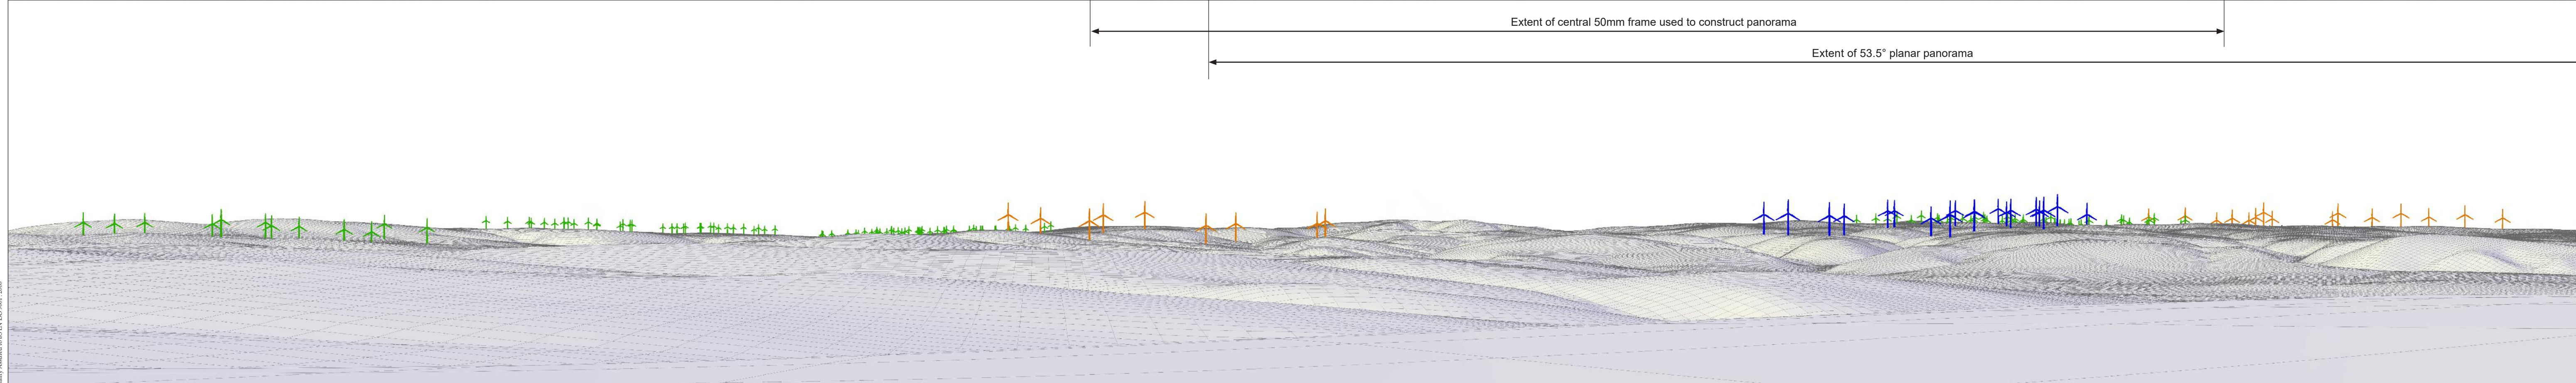 Extent of central 50mm frame used to construct panorama
Extent of 53.5° planar panorama